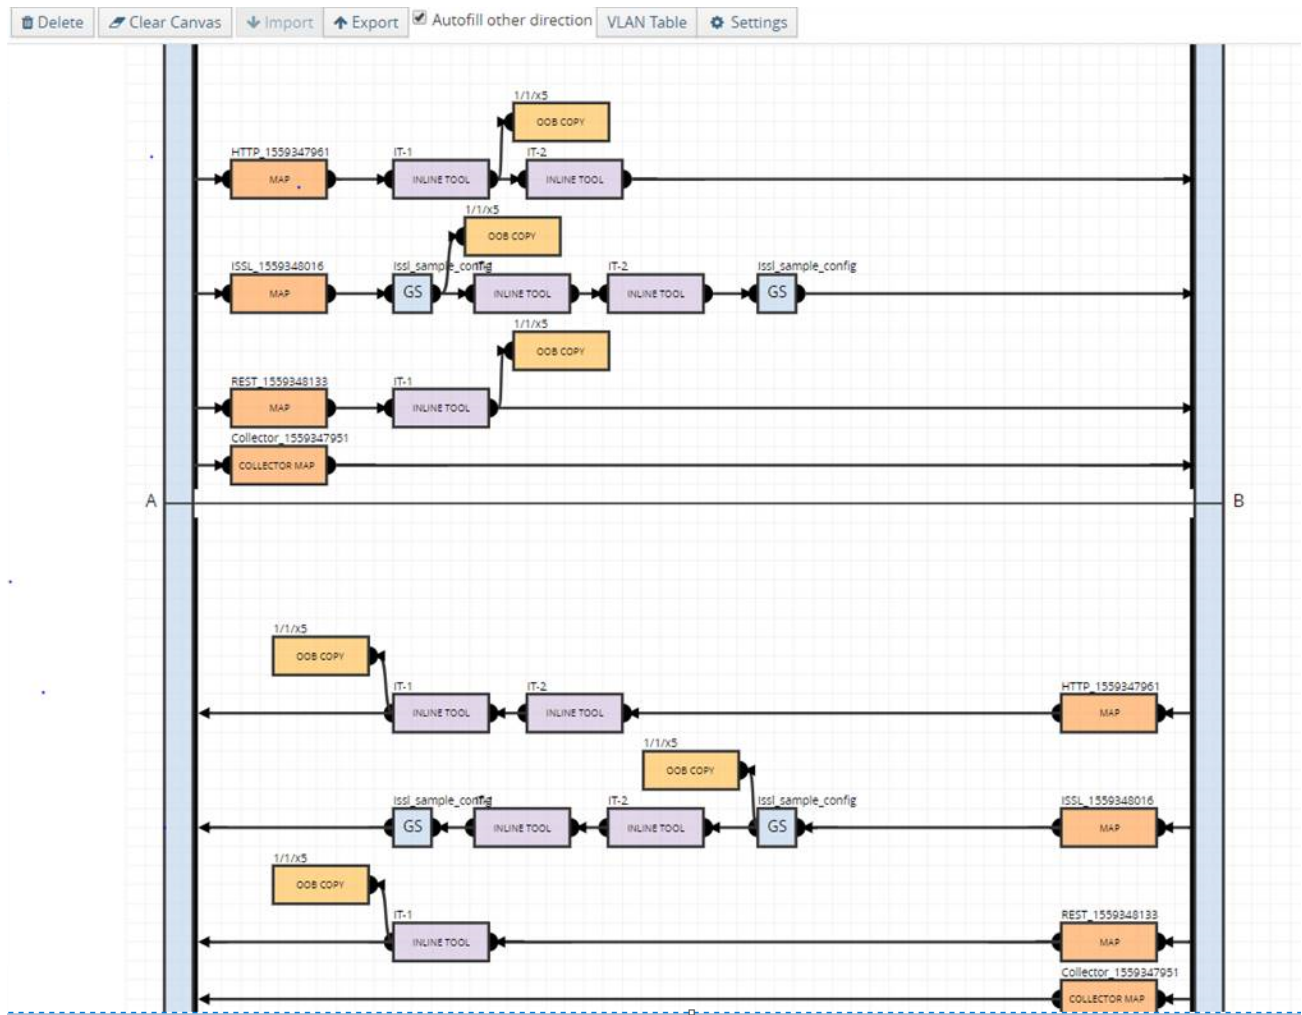 Delete Clear Canvas Import Export Autofill other direction VLAN Table Settings
1/1/x5
OOB COPY
HTTP_1559347961 IT-1 IT-2
MAP INLINE TOOL INLINE TOOL
1/1/x5
OOB COPY
ISSL_1559348016 Issl_sample_config IT-2 Issl_sample_config
MAP GS INLINE TOOL INLINE TOOL GS
1/1/x5
OOB COPY
REST_1559348133 IT-1
MAP INLINE TOOL
Collector_1559347951
COLLECTOR MAP
A B
1/1/x5
OOB COPY
IT-1 IT-2 HTTP_1559347961
INLINE TOOL INLINE TOOL MAP
1/1/x5
OOB COPY
Issl_sample_config IT-2 Issl_sample_config ISSL_1559348016
GS INLINE TOOL INLINE TOOL GS MAP
1/1/x5
OOB COPY
IT-1 REST_1559348133
INLINE TOOL MAP
Collector_1559347951
COLLECTOR MAP